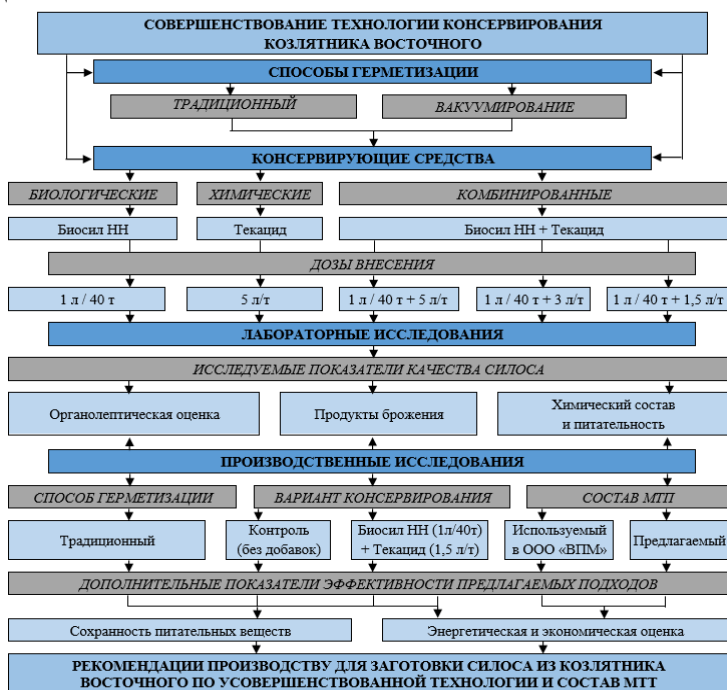 СОВЕРШЕНСТВОВАНИЕ ТЕХНОЛОГИИ КОНСЕРВИРОВАНИЯ
КОЗЛЯТНИКА ВОСТОЧНОГО
СПОСОБЫ ГЕРМЕТИЗАЦИИ
ТРАДИЦИОННЫЙ
ВАКУУМИРОВАНИЕ
КОНСЕРВИРУЮЩИЕ СРЕДСТВА
БИОЛОГИЧЕСКИЕ
ХИМИЧЕСКИЕ
КОМБИНИРОВАННЫЕ
Биосил НН
Текацид
Биосил НН + Текацид
ДОЗЫ ВНЕСЕНИЯ
1 л / 40 т
5 л/т
1 л / 40 т + 5 л/т
1 л / 40 т + 3 л/т
1 л / 40 т + 1,5 л/т
ЛАБОРАТОРНЫЕ ИССЛЕДОВАНИЯ
ИССЛЕДУЕМЫЕ ПОКАЗАТЕЛИ КАЧЕСТВА СИЛОСА
Органолептическая оценка
Продукты брожения
Химический состав
и питательность
ПРОИЗВОДСТВЕННЫЕ ИССЛЕДОВАНИЯ
СПОСОБ ГЕРМЕТИЗАЦИИ
ВАРИАНТ КОНСЕРВИРОВАНИЯ
СОСТАВ МТП
Традиционный
Контроль
(без добавок)
Биосил НН (1л/40т)
+ Текацид (1,5 л/т)
Используемый
в ООО «ВПМ»
Предлагаемый
ДОПОЛНИТЕЛЬНЫЕ ПОКАЗАТЕЛИ ЭФФЕКТИВНОСТИ ПРЕДЛАГАЕМЫХ ПОДХОДОВ
Сохранность питательных веществ
Энергетическая и экономическая оценка
РЕКОМЕНДАЦИИ ПРОИЗВОДСТВУ ДЛЯ ЗАГОТОВКИ СИЛОСА ИЗ КОЗЛЯТНИКА
ВОСТОЧНОГО ПО УСОВЕРШЕНСТВОВАННОЙ ТЕХНОЛОГИИ И СОСТАВ МТТ